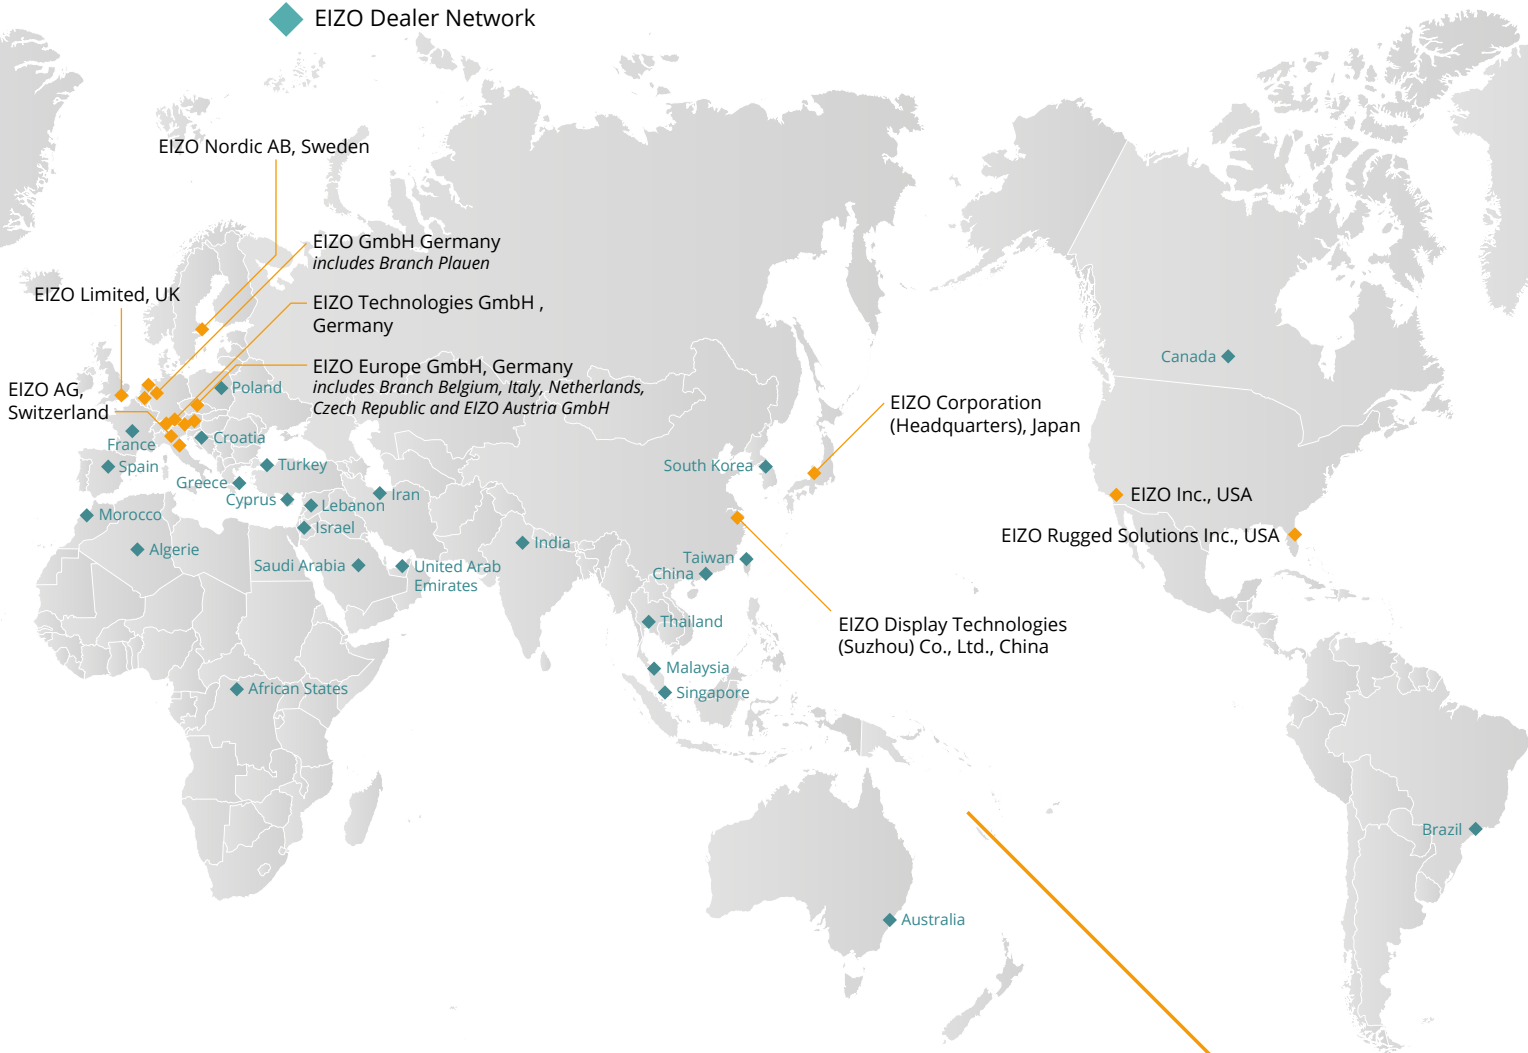 EIZO Dealer Network
EIZO Nordic AB, Sweden
EIZO GmbH Germany
includes Branch Plauen
EIZO Limited, UK
EIZO Technologies GmbH ,
Germany
EIZO Europe GmbH, Germany
includes Branch Belgium, Italy, Netherlands,
Czech Republic and EIZO Austria GmbH
EIZO AG,
Switzerland
Poland
France
Croatia
Spain
Turkey
Greece
Cyprus
Lebanon
Iran
Israel
Morocco
Algerie
Saudi Arabia
United Arab
Emirates
India
African States
South Korea
Taiwan
China
Thailand
Malaysia
Singapore
EIZO Corporation
(Headquarters), Japan
EIZO Display Technologies
(Suzhou) Co., Ltd., China
Australia
Canada
EIZO Inc., USA
EIZO Rugged Solutions Inc., USA
Brazil